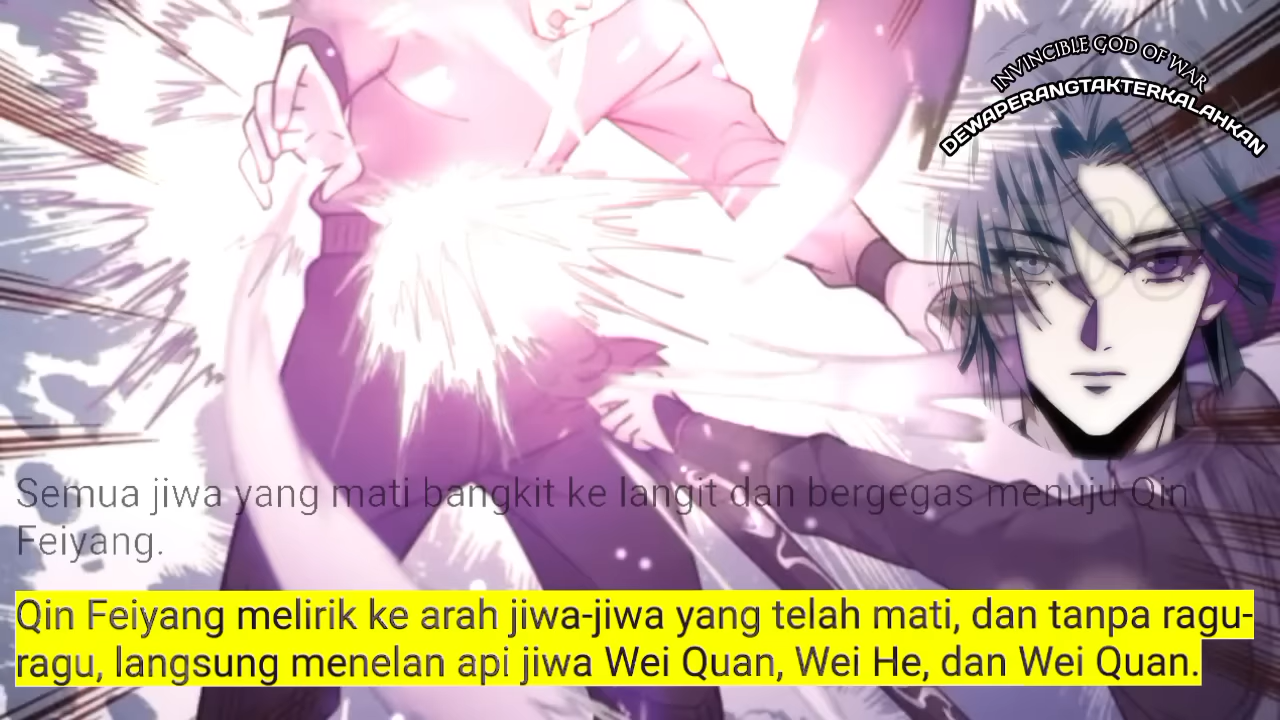 INVINCIBLE GOD OF WAR
DEWAPERANGTAKTERKALAHKAN
Semua jiwa yang mati bangkit ke langit dan bergegas menuju Qin
Feiyang.
Qin Feiyang melirik ke arah jiwa-jiwa yang telah mati, dan tanpa ragu-
ragu, langsung menelan api jiwa Wei Quan, Wei He, dan Wei Quan.